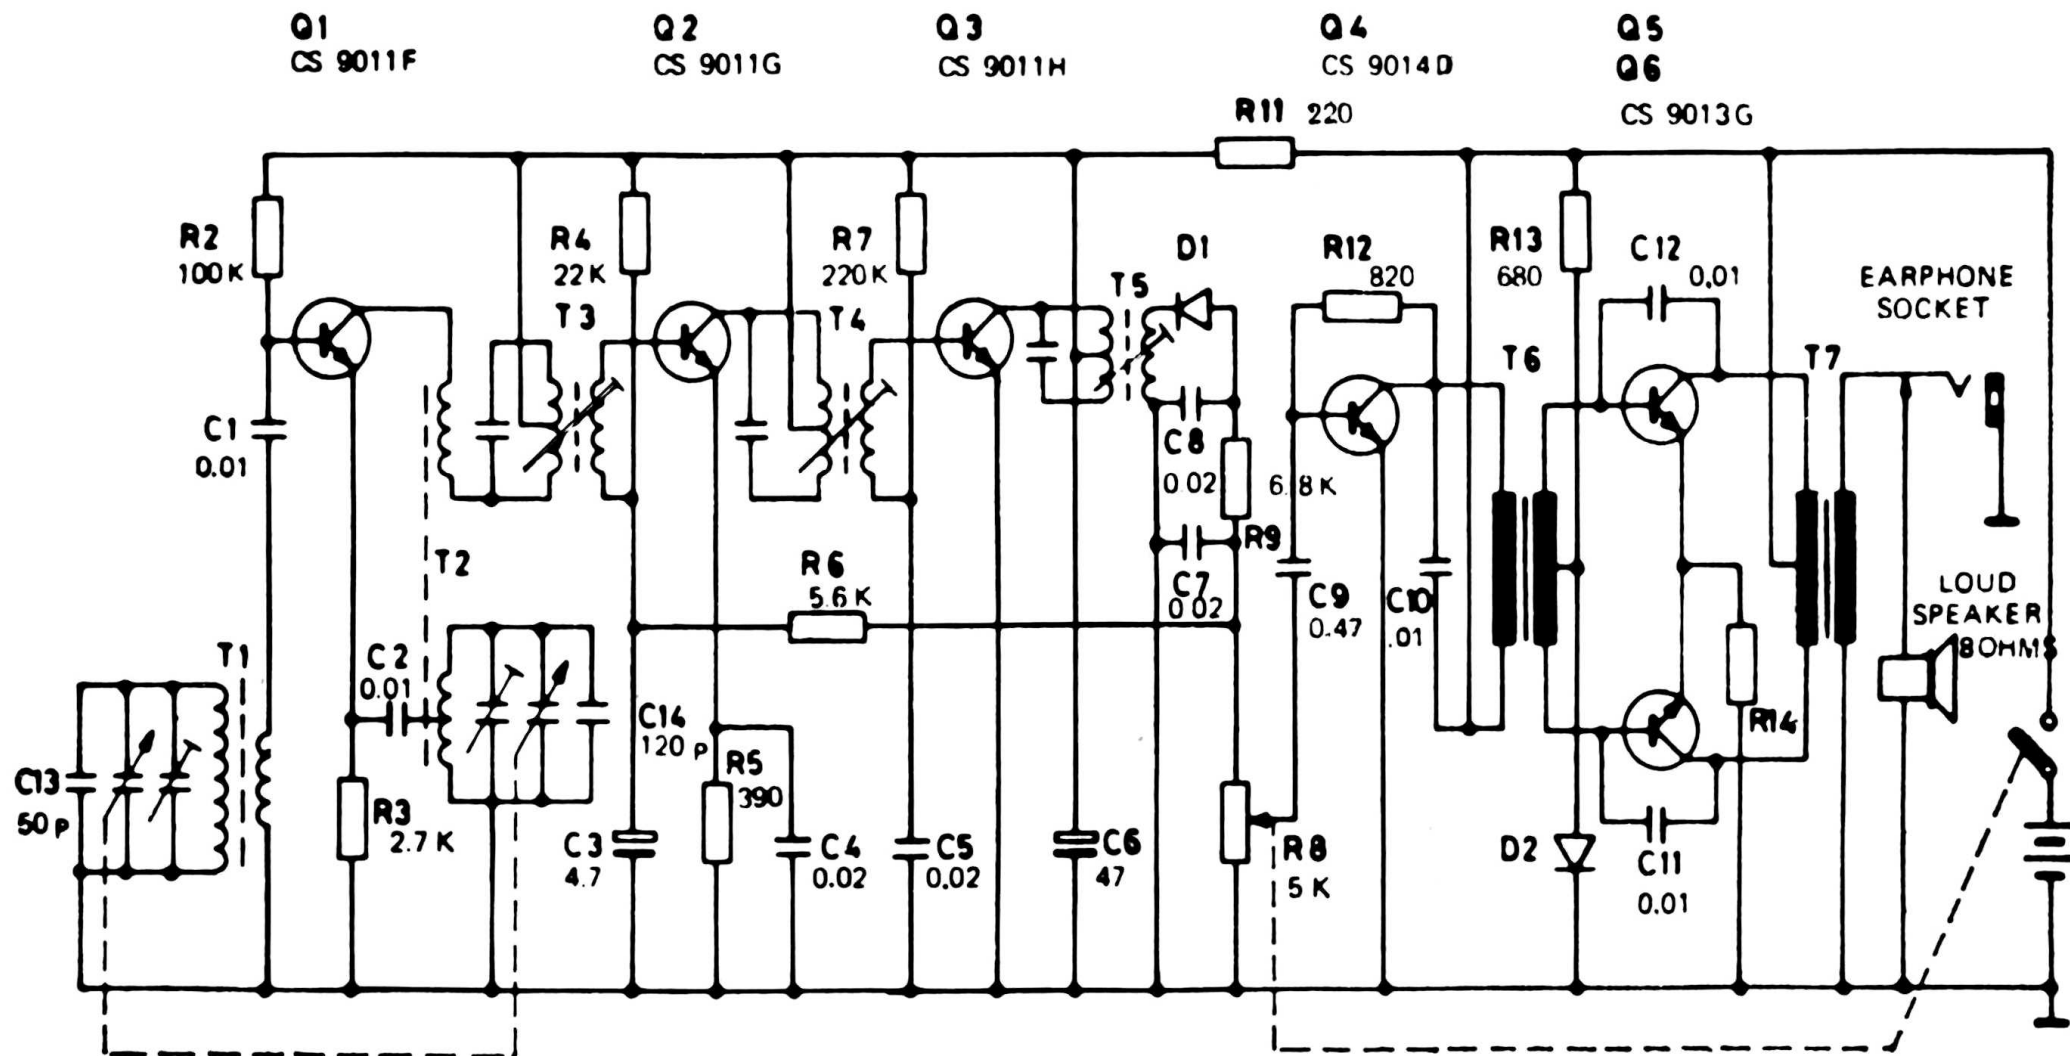 Q1
CS 9011F
Q2
CS 9011G
Q3
CS 9011H
Q4
CS 9014D
Q5
Q6
CS 9013G
R11 220
R2
100K
R4
22K
R7
220K
D1
R12
820
R13
680
C12
0,01
EARPHONE
SOCKET
T3
T4
T5
T6
T7
C1
0.01
C8
0.02
6.8K
R9
T2
R6
5.6K
C7
0.02
C9
0.47
C10
.01
LOUD
SPEAKER
8OHMS
T1
C2
0.01
C14
120 p
R14
C13
50p
R3
2.7K
R5
390
C3
4.7
C4
0.02
C5
0,02
C6
47
R8
5 K
D2
C11
0.01